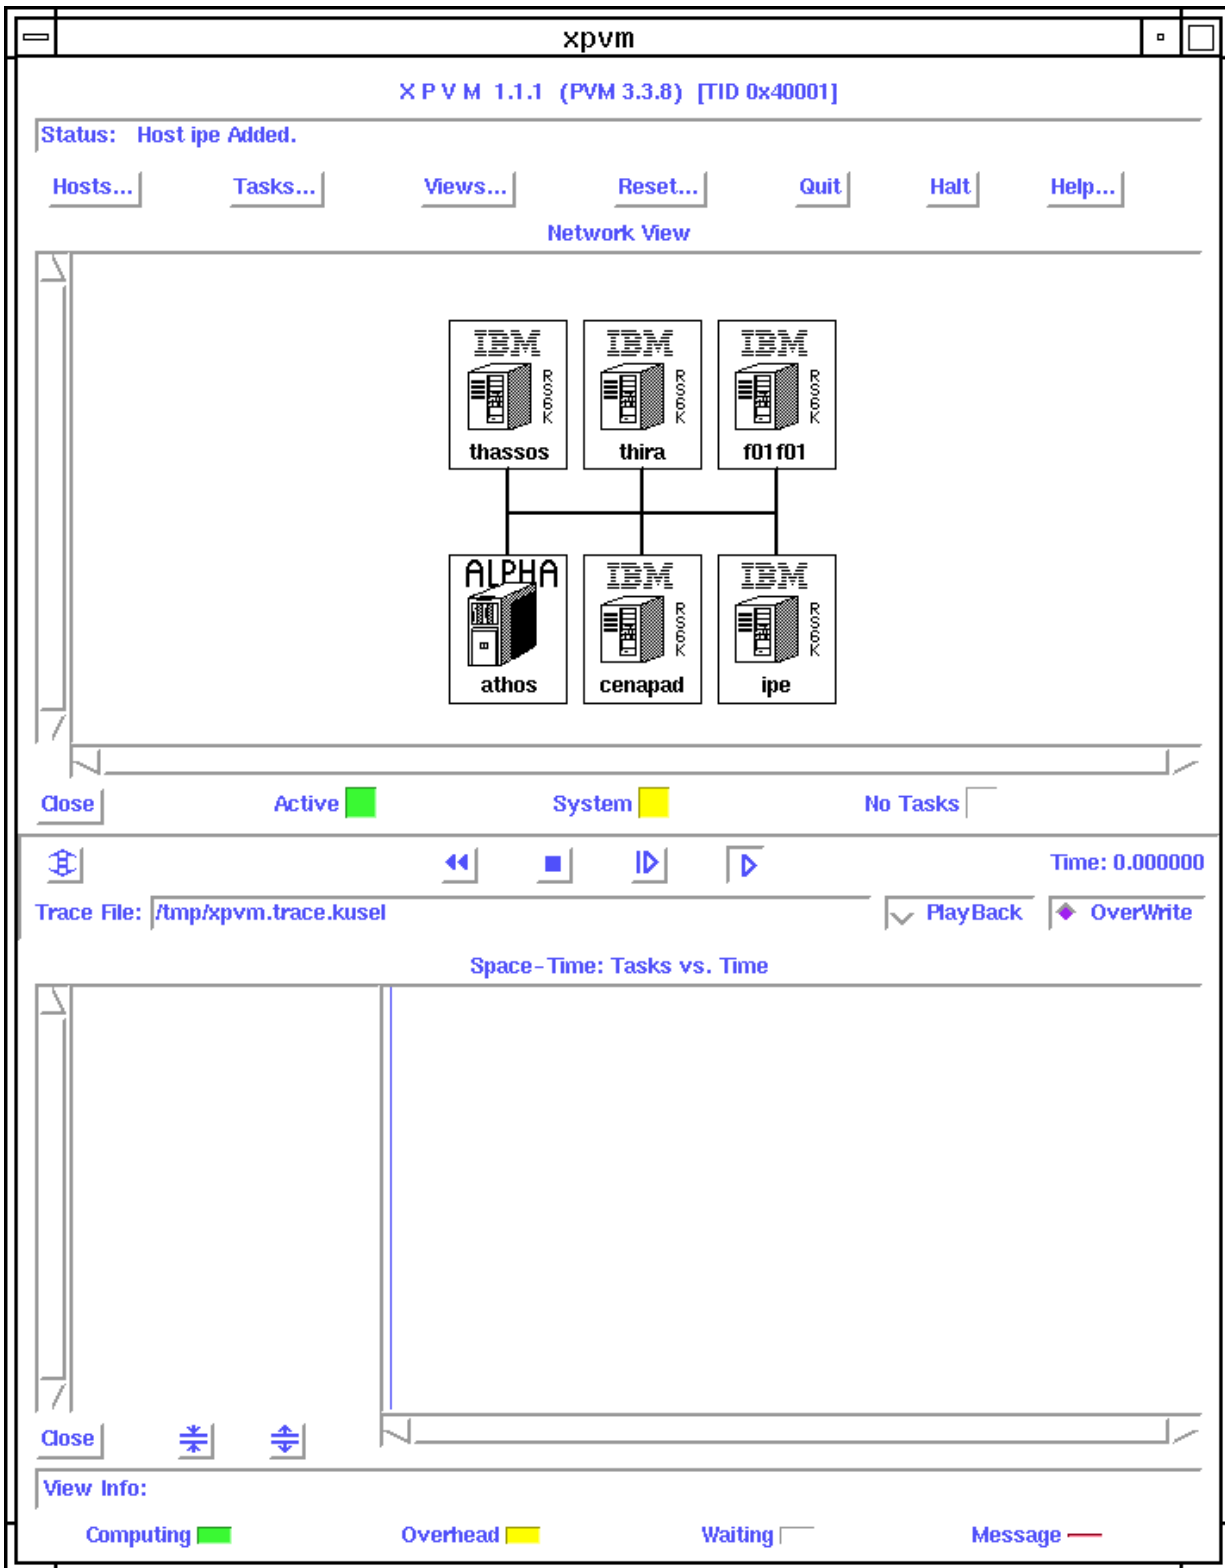 xpvm
X P V M 1.1.1 (PVM 3.3.8) [TID 0x40001]
Status: Host ipe Added.
Hosts... Tasks... Views... Reset... Quit Halt Help...
Network View
IBM IBM IBM
RS6K RS6K RS6K
thassos thira f01f01
ALPHA IBM IBM
RS6K RS6K
athos cenapad ipe
Close Active System No Tasks
Time: 0.000000
Trace File: /tmp/xpvm.trace.kusel PlayBack OverWrite
Space-Time: Tasks vs. Time
Close
View Info:
Computing Overhead Waiting Message